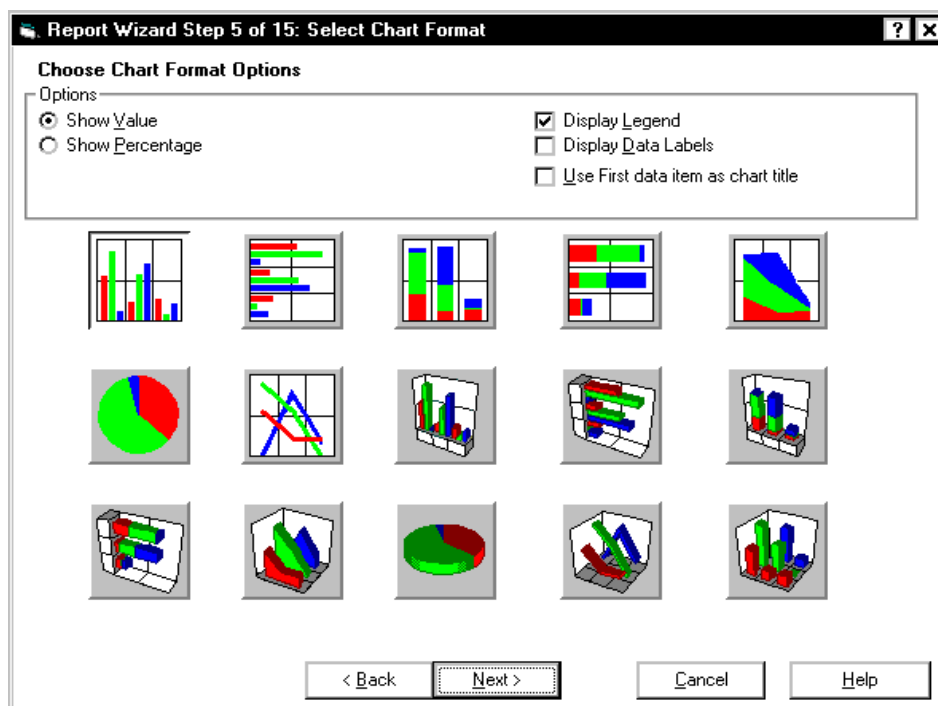 Report Wizard Step 5 of 15: Select Chart Format
Choose Chart Format Options
Options
Show Value
Show Percentage
Display Legend
Display Data Labels
Use First data item as chart title
< Back
Next >
Cancel
Help